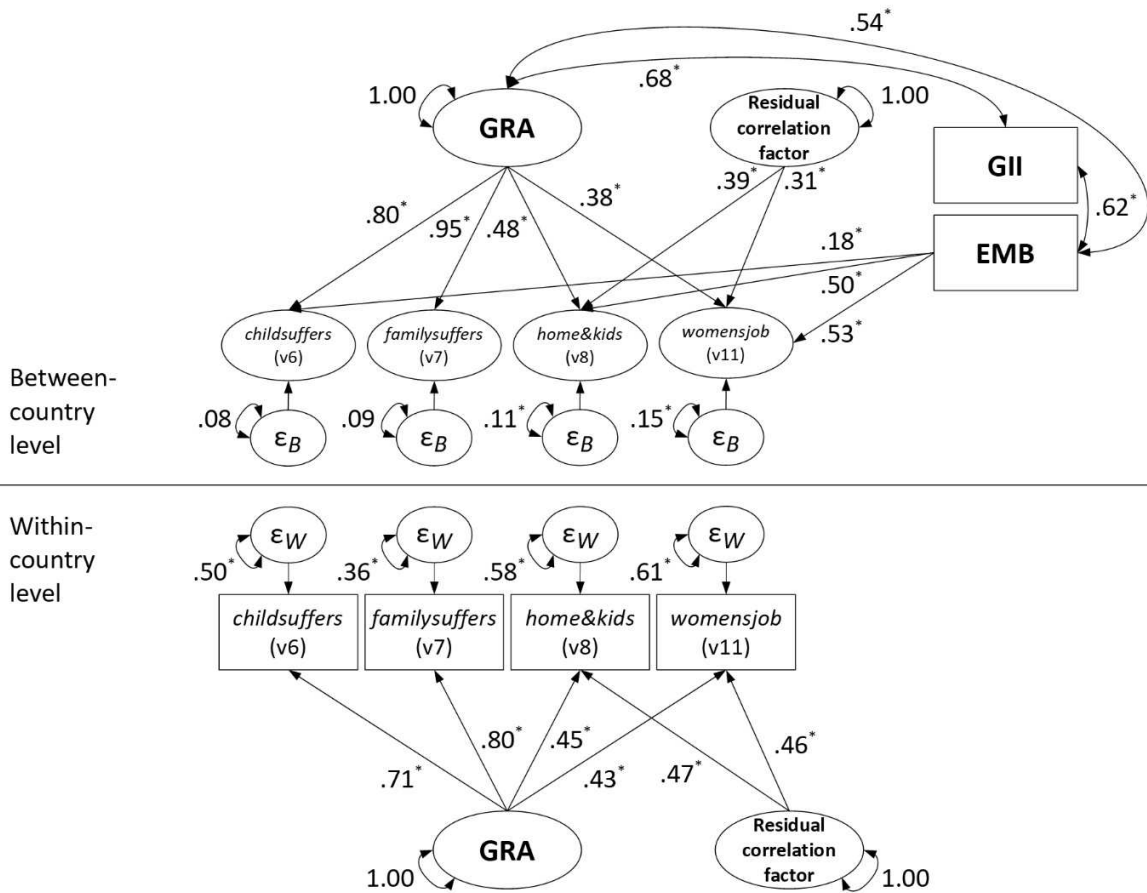 .54*
.68*
1.00
GRA
Residual
correlation
factor
1.00
GII
EMB
.62*
.39*
.31*
.38*
.80*
.95*
.48*
.18*
.50*
.53*
childsuffers
(v6)
familysuffers
(v7)
home&kids
(v8)
womensjob
(v11)
Between-
country
level
.08
εB
.09
εB
.11*
εB
.15*
εB
Within-
country
level
εW
εW
εW
εW
.50*
.36*
.58*
.61*
childsuffers
(v6)
familysuffers
(v7)
home&kids
(v8)
womensjob
(v11)
.71*
.80*
.45*
.43*
.47*
.46*
GRA
1.00
Residual
correlation
factor
1.00